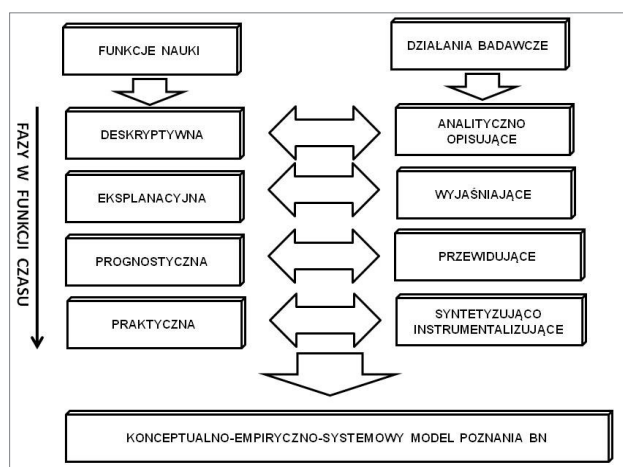 FUNKCJE NAUKI
DZIAŁANIA BADAWCZE
FAZY W FUNKCJI CZASU
DESKRYPTYWNA
ANALITYCZNO
OPISUJĄCE
EKSPLANACYJNA
WYJAŚNIAJĄCE
PROGNOSTYCZNA
PRZEWIDUJĄCE
PRAKTYCZNA
SYNTETYZUJĄCO
INSTRUMENTALIZUJĄCE
KONCEPTUALNO-EMPIRYCZNO-SYSTEMOWY MODEL POZNANIA BN